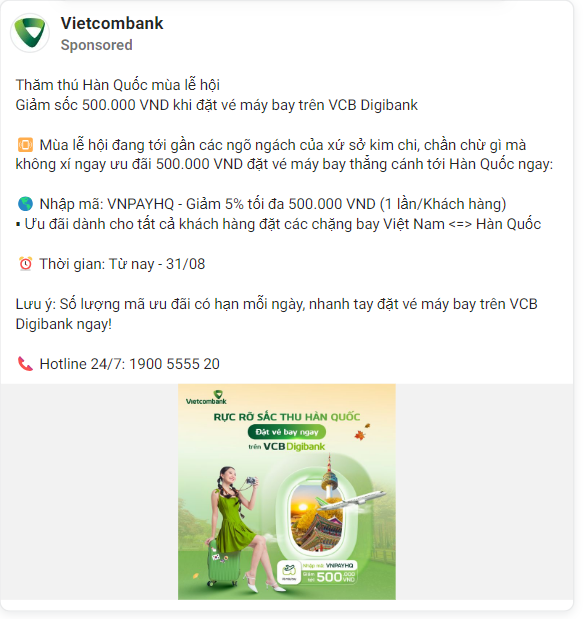 Vietcombank
Sponsored
Thăm thú Hàn Quốc mùa lễ hội
Giảm sốc 500.000 VND khi đặt vé máy bay trên VCB Digibank
Mùa lễ hội đang tới gần các ngõ ngách của xứ sở kim chi, chần chừ gì mà
không xí ngay ưu đãi 500.000 VND đặt vé máy bay thẳng cánh tới Hàn Quốc ngay:
Nhập mã: VNPAYHQ - Giảm 5% tối đa 500.000 VND (1 lần/Khách hàng)
▪ Ưu đãi dành cho tất cả khách hàng đặt các chặng bay Việt Nam <=> Hàn Quốc
Thời gian: Từ nay - 31/08
Lưu ý: Số lượng mã ưu đãi có hạn mỗi ngày, nhanh tay đặt vé máy bay trên VCB
Digibank ngay!
Hotline 24/7: 1900 5555 20
Vietcombank
RỰC RỠ SẮC THU HÀN QUỐC
Đặt vé bay ngay
trên VCB Digibank
Nhập mã: VNPAYHQ
Giảm 500.000
VND